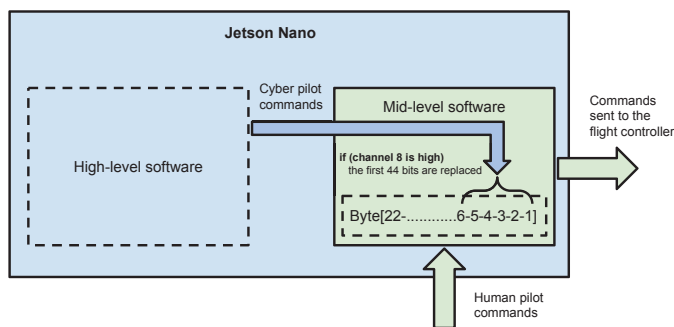 Jetson Nano
Cyber pilot
commands
Mid-level software
Commands
sent to the
flight controller
High-level software
if (channel 8 is high)
the first 44 bits are replaced
Byte[22-............6-5-4-3-2-1]
Human pilot
commands